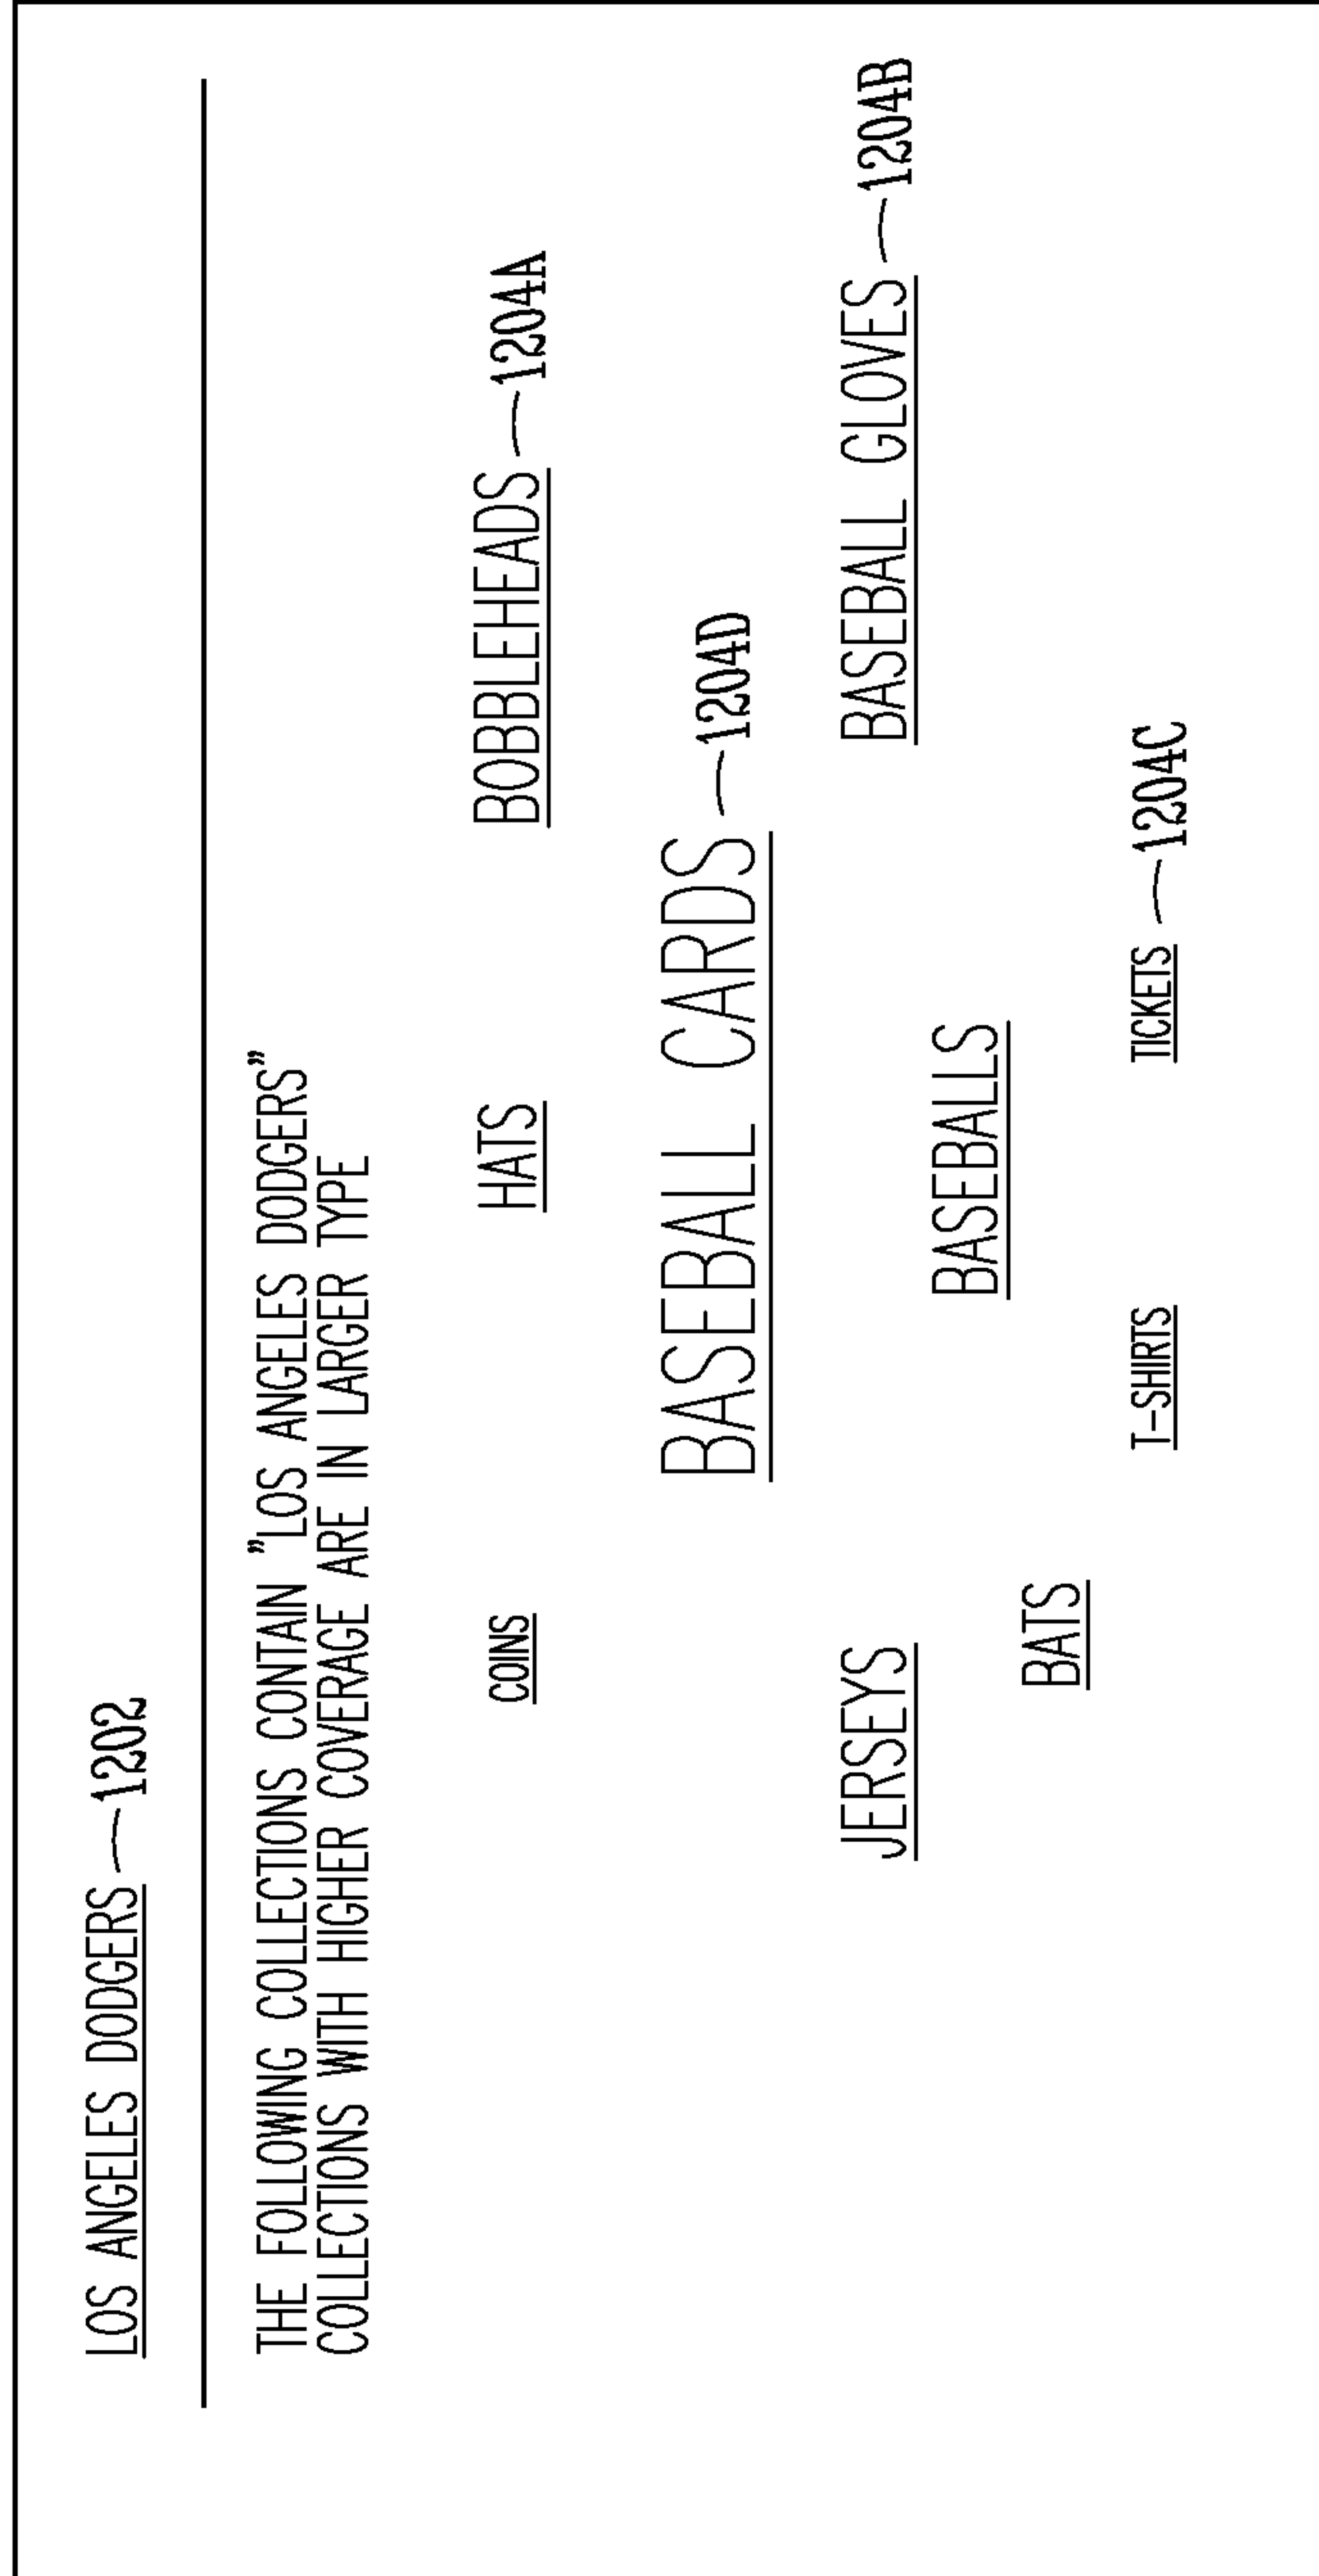 LOS ANGELES DODGERS 1202
THE FOLLOWING COLLECTIONS CONTAIN "LOS ANGELES DODGERS"
COLLECTIONS WITH HIGHER COVERAGE ARE IN LARGER TYPE
COINS HATS BOBBLEHEADS 1204A
BASEBALL CARDS 1204D
JERSEYS BASEBALL GLOVES 1204B
BASEBALLS
BATS
T-SHIRTS TICKETS 1204C